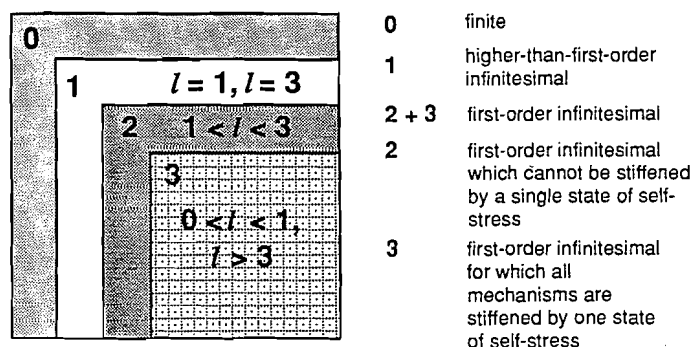 0
1
l = 1, l = 3
2 1 < l < 3
3
0 < l < 1,
l > 3
0 finite
1 higher-than-first-order
infinitesimal
2 + 3 first-order infinitesimal
2 first-order infinitesimal
which cannot be stiffened
by a single state of self-
stress
3 first-order infinitesimal
for which all
mechanisms are
stiffened by one state
of self-stress